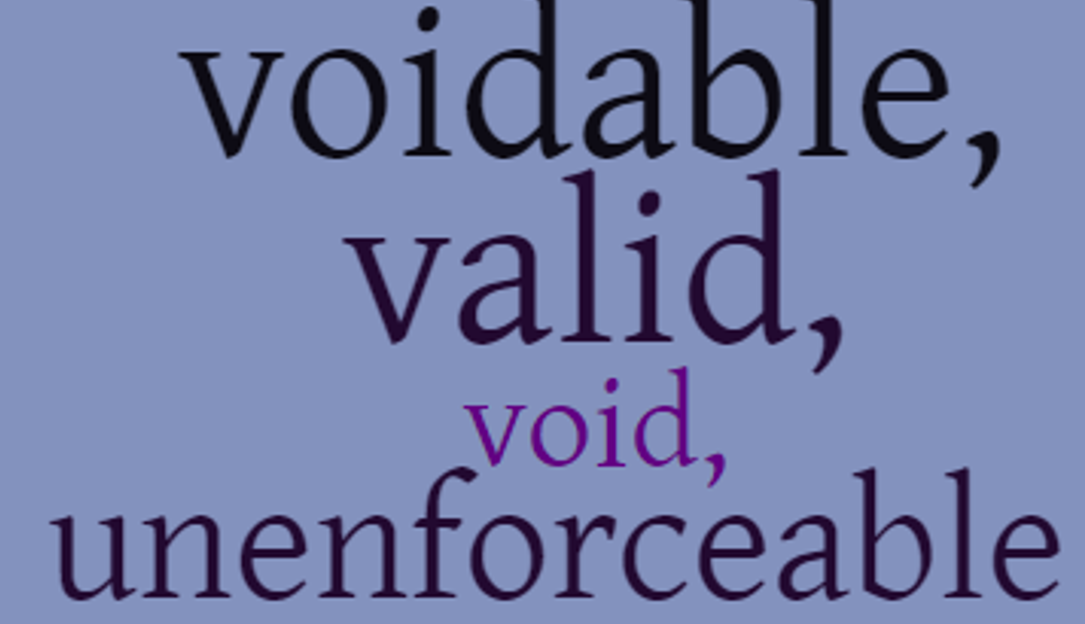 voidable,
valid,
void,
unenforceable